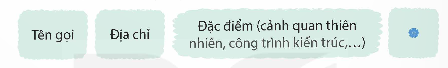 Tên gọi
Địa chỉ
Đặc điểm (cảnh quan thiên
nhiên, công trình kiến trúc,...)